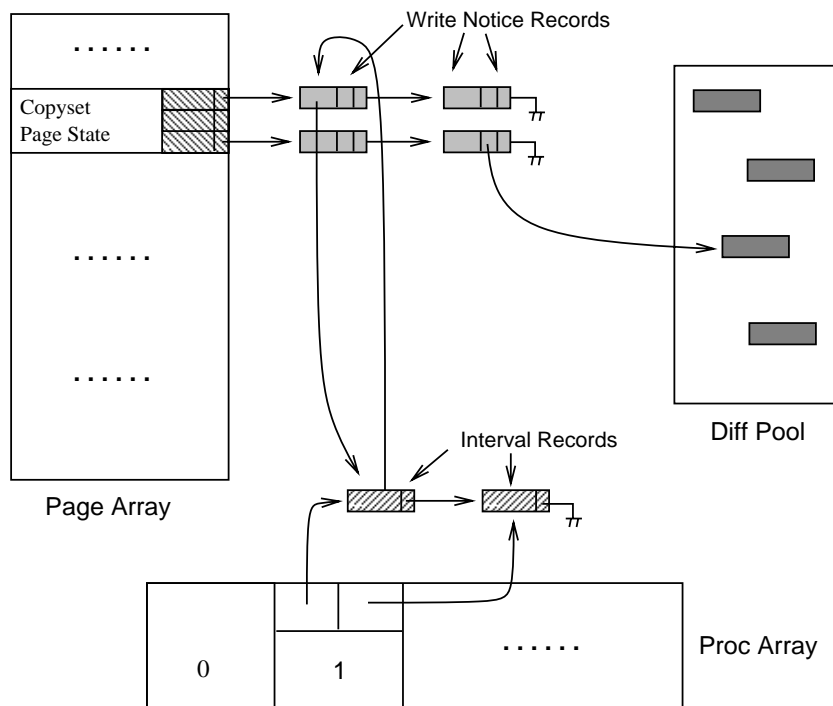 Write Notice Records
......
Copyset
Page State
......
......
Diff Pool
Interval Records
Page Array
Proc Array
......
0
1